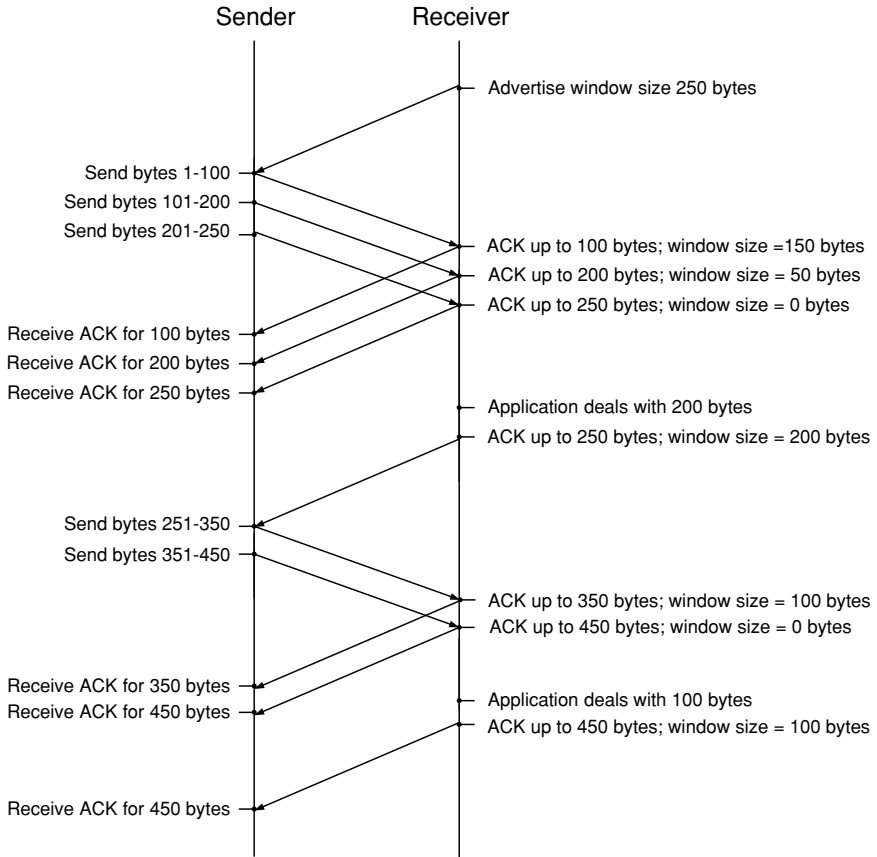 Sender
Receiver
Advertise window size 250 bytes
Send bytes 1-100
Send bytes 101-200
Send bytes 201-250
ACK up to 100 bytes; window size =150 bytes
ACK up to 200 bytes; window size = 50 bytes
ACK up to 250 bytes; window size = 0 bytes
Receive ACK for 100 bytes
Receive ACK for 200 bytes
Receive ACK for 250 bytes
Application deals with 200 bytes
ACK up to 250 bytes; window size = 200 bytes
Send bytes 251-350
Send bytes 351-450
ACK up to 350 bytes; window size = 100 bytes
ACK up to 450 bytes; window size = 0 bytes
Receive ACK for 350 bytes
Receive ACK for 450 bytes
Application deals with 100 bytes
ACK up to 450 bytes; window size = 100 bytes
Receive ACK for 450 bytes